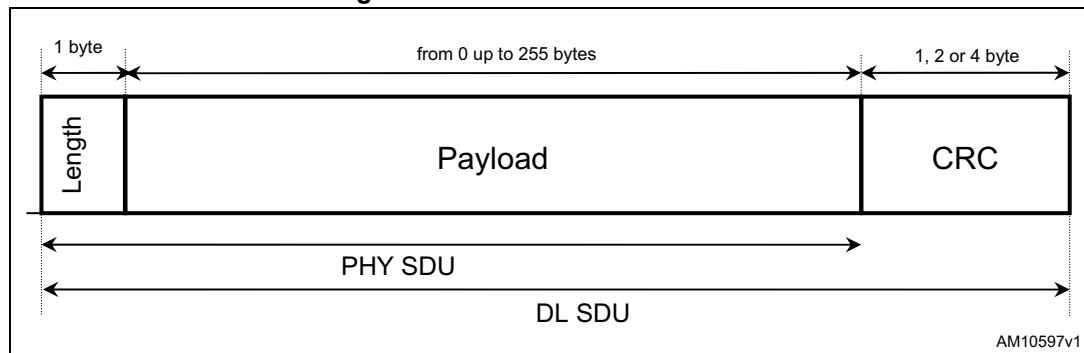 1 byte
from 0 up to 255 bytes
1, 2 or 4 byte
Length
Payload
CRC
PHY SDU
DL SDU
AM10597v1